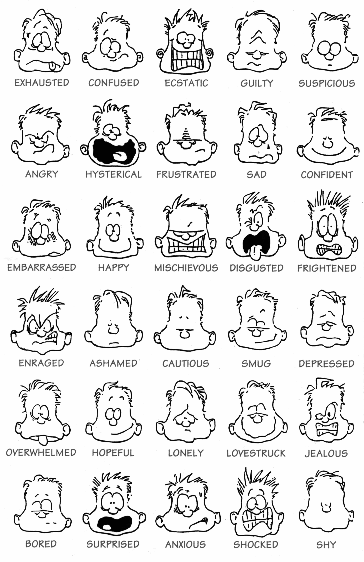 EXHAUSTED CONFUSED ECSTATIC GUILTY SUSPICIOUS
ANGRY HYSTERICAL FRUSTRATED SAD CONFIDENT
EMBARRASSED HAPPY MISCHIEVOUS DISGUSTED FRIGHTENED
ENRAGED ASHAMED CAUTIOUS SMUG DEPRESSED
OVERWHELMED HOPEFUL LONELY LOVESTRUCK JEALOUS
BORED SURPRISED ANXIOUS SHOCKED SHY